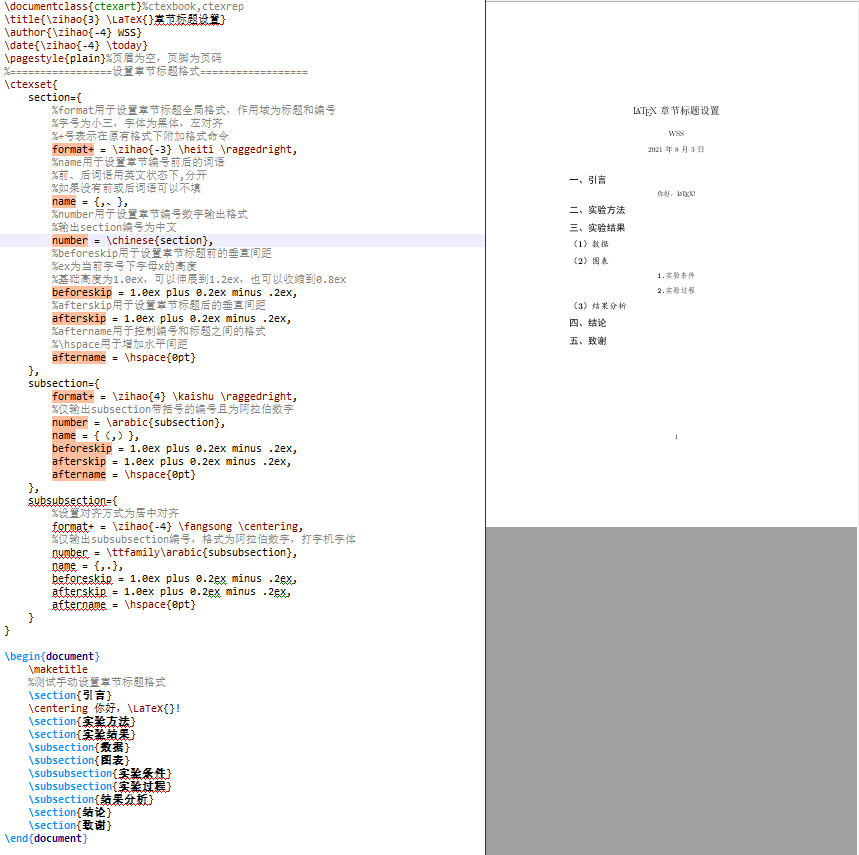 \documentclass{ctexart}%ctexbook,ctexrep
\title{\zihao{3} \LaTeX{}章节标题设置}
\author{\zihao{-4} WSS}
\date{\zihao{-4} \today}
\pagestyle{plain}%页眉为空，页脚为页码
%=================设置章节标题格式==================
\ctexset{
section={
%format用于设置章节标题全局格式，作用域为标题和编号
%字号为小三，字体为黑体，左对齐
%+号表示在原有格式下附加格式命令
format+ = \zihao{-3} \heiti \raggedright,
%name用于设置章节编号前后的词语
%前、后词语用英文状态下,分开
%如果没有前或后词语可以不填
name = {,、},
%number用于设置章节编号数字输出格式
%输出section编号为中文
number = \chinese{section},
%beforeskip用于设置章节标题前的垂直间距
%ex为当前字号下字母x的高度
%基础高度为1.0ex，可以伸展到1.2ex，也可以收缩到0.8ex
beforeskip = 1.0ex plus 0.2ex minus .2ex,
%afterskip用于设置章节标题后的垂直间距
afterskip = 1.0ex plus 0.2ex minus .2ex,
%aftername用于控制编号和标题之间的格式
%\hspace用于增加水平间距
aftername = \hspace{0pt}
},
subsection={
format+ = \zihao{4} \kaishu \raggedright,
%仅输出subsection带括号的编号且为阿拉伯数字
number = \arabic{subsection},
name = {（,）},
beforeskip = 1.0ex plus 0.2ex minus .2ex,
afterskip = 1.0ex plus 0.2ex minus .2ex,
aftername = \hspace{0pt}
},
subsubsection={
%设置对齐方式为居中对齐
format+ = \zihao{-4} \fangsong \centering,
%仅输出subsubsection编号，格式为阿拉伯数字，打字机字体
number = \ttfamily\arabic{subsubsection},
name = {,.},
beforeskip = 1.0ex plus 0.2ex minus .2ex,
afterskip = 1.0ex plus 0.2ex minus .2ex,
aftername = \hspace{0pt}
}
}
\begin{document}
\maketitle
%测试手动设置章节标题格式
\section{引言}
\centering 你好，\LaTeX{}!
\section{实验方法}
\section{实验结果}
\subsection{数据}
\subsection{图表}
\subsubsection{实验条件}
\subsubsection{实验过程}
\subsection{结果分析}
\section{结论}
\section{致谢}
\end{document}
LATEX 章节标题设置
WSS
2021 年 8 月 3 日
一、引言
你好，LATEX!
二、实验方法
三、实验结果
（1）数据
（2）图表
1.实验条件
2.实验过程
（3）结果分析
四、结论
五、致谢
1